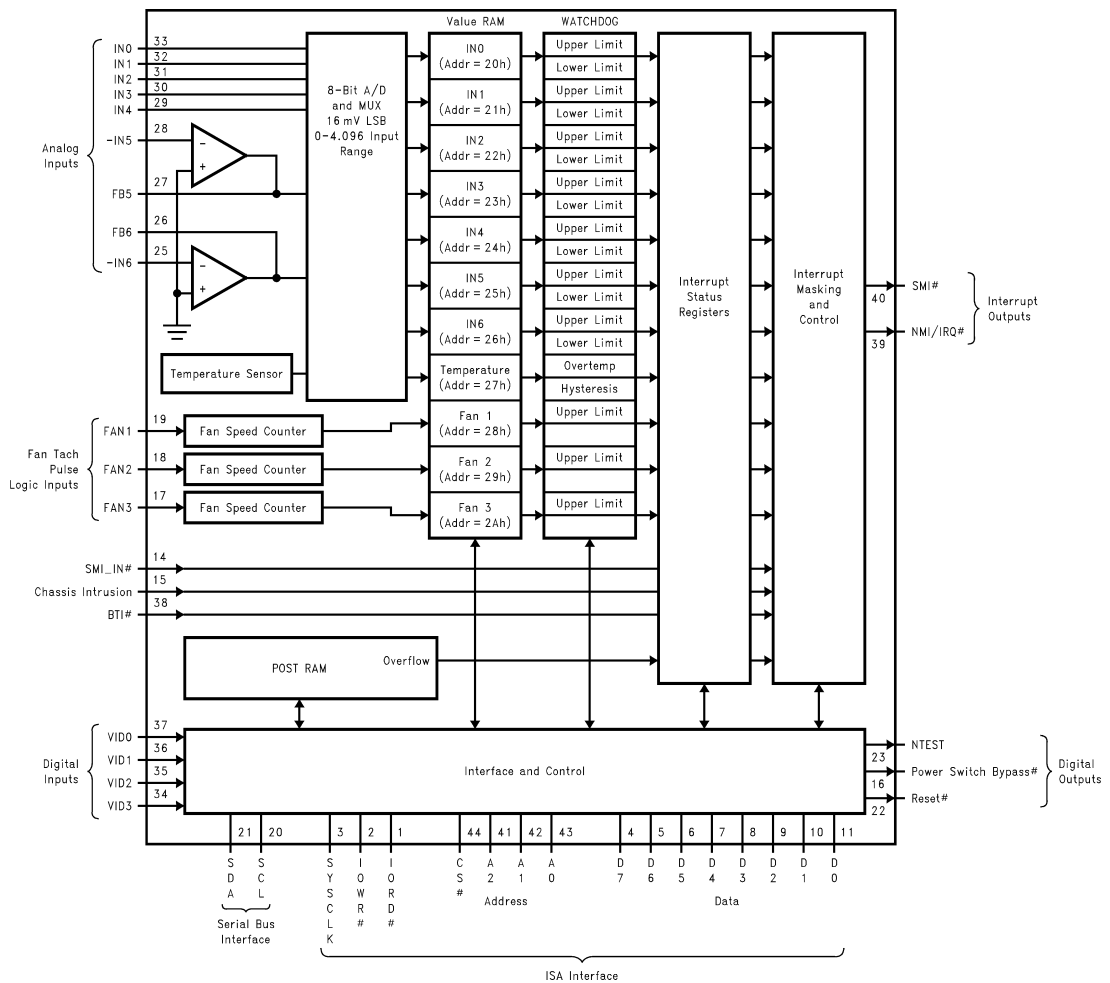 Value RAM
WATCHDOG
Analog
Inputs
IN0
33
IN1
32
IN2
31
IN3
30
IN4
29
-IN5
28
FB5
27
FB6
26
-IN6
25
−
+
−
+
8-Bit A/D
and MUX
16 mV LSB
0-4.096 Input
Range
Temperature Sensor
IN0
(Addr = 20h)
IN1
(Addr = 21h)
IN2
(Addr = 22h)
IN3
(Addr = 23h)
IN4
(Addr = 24h)
IN5
(Addr = 25h)
IN6
(Addr = 26h)
Temperature
(Addr = 27h)
Fan 1
(Addr = 28h)
Fan 2
(Addr = 29h)
Fan 3
(Addr = 2Ah)
Upper Limit
Lower Limit
Upper Limit
Lower Limit
Upper Limit
Lower Limit
Upper Limit
Lower Limit
Upper Limit
Lower Limit
Upper Limit
Lower Limit
Upper Limit
Lower Limit
Overtemp
Hysteresis
Upper Limit
Upper Limit
Upper Limit
Interrupt
Status
Registers
Interrupt
Masking
and
Control
SMI#
40
NMI/IRQ#
39
Interrupt
Outputs
Fan Tach
Pulse
Logic Inputs
FAN1
19
Fan Speed Counter
FAN2
18
Fan Speed Counter
FAN3
17
Fan Speed Counter
SMI_IN#
14
Chassis Intrusion
15
BTI#
38
POST RAM
Overflow
Digital
Inputs
VID0
37
VID1
36
VID2
35
VID3
34
Interface and Control
NTEST
23
Power Switch Bypass#
16
Reset#
22
Digital
Outputs
21 20 3 2 1 44 41 42 43 4 5 6 7 8 9 10 11
SDA
SCL
SYSCLK
IOWR#
IORD#
CS#
A2
A1
A0
D7
D6
D5
D4
D3
D2
D1
D0
Address
Data
Serial Bus
Interface
ISA Interface